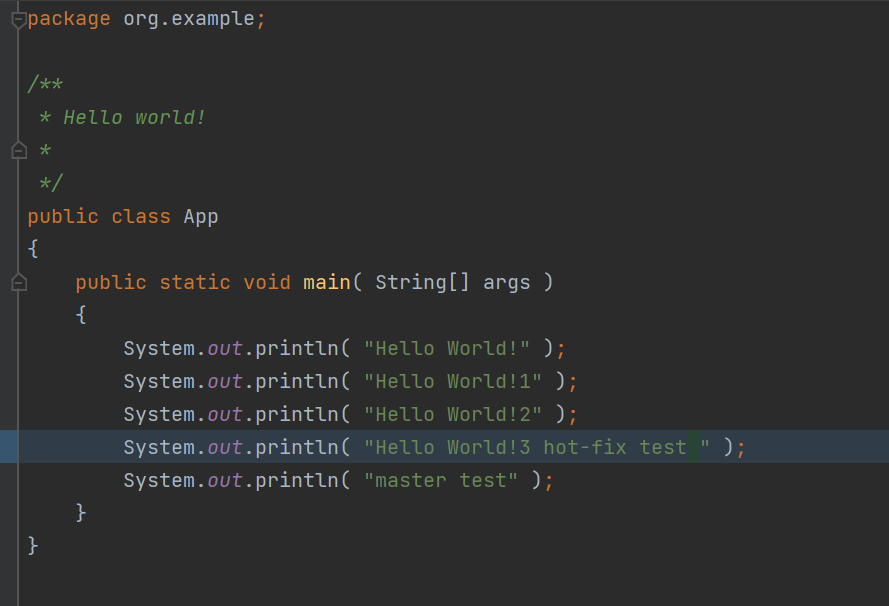 package org.example;
/**
 * Hello world!
 *
 */
public class App
{
    public static void main( String[] args )
    {
        System.out.println( "Hello World!" );
        System.out.println( "Hello World!1" );
        System.out.println( "Hello World!2" );
        System.out.println( "Hello World!3 hot-fix test " );
        System.out.println( "master test" );
    }
}